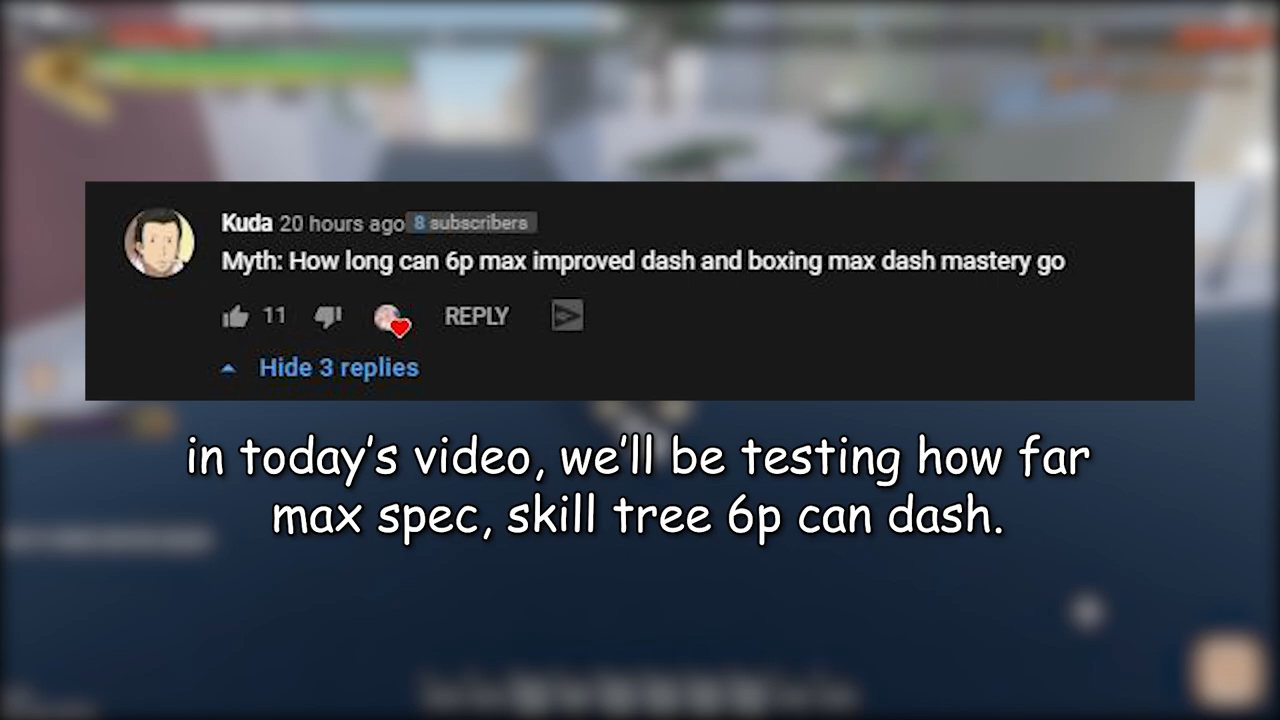 Kuda 20 hours ago 8 subscribers
Myth: How long can 6p max improved dash and boxing max dash mastery go
11 REPLY
Hide 3 replies
in today's video, we'll be testing how far
max spec, skill tree 6p can dash.